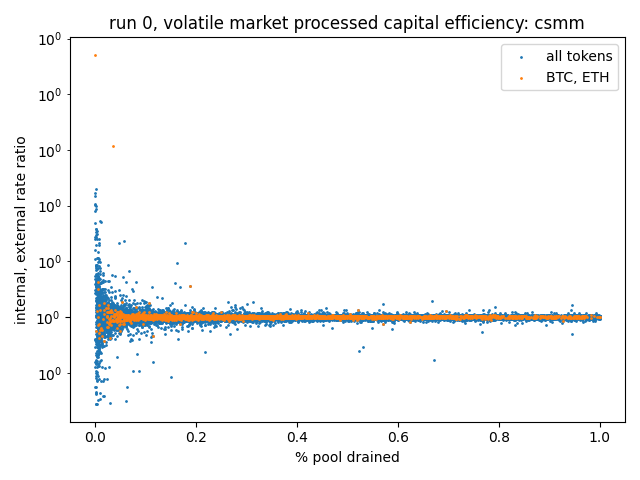 run 0, volatile market processed capital efficiency: csmm
all tokens
BTC, ETH
internal, external rate ratio
10⁰
10⁰
10⁰
10⁰
10⁰
10⁰
10⁰
0.0 0.2 0.4 0.6 0.8 1.0
% pool drained